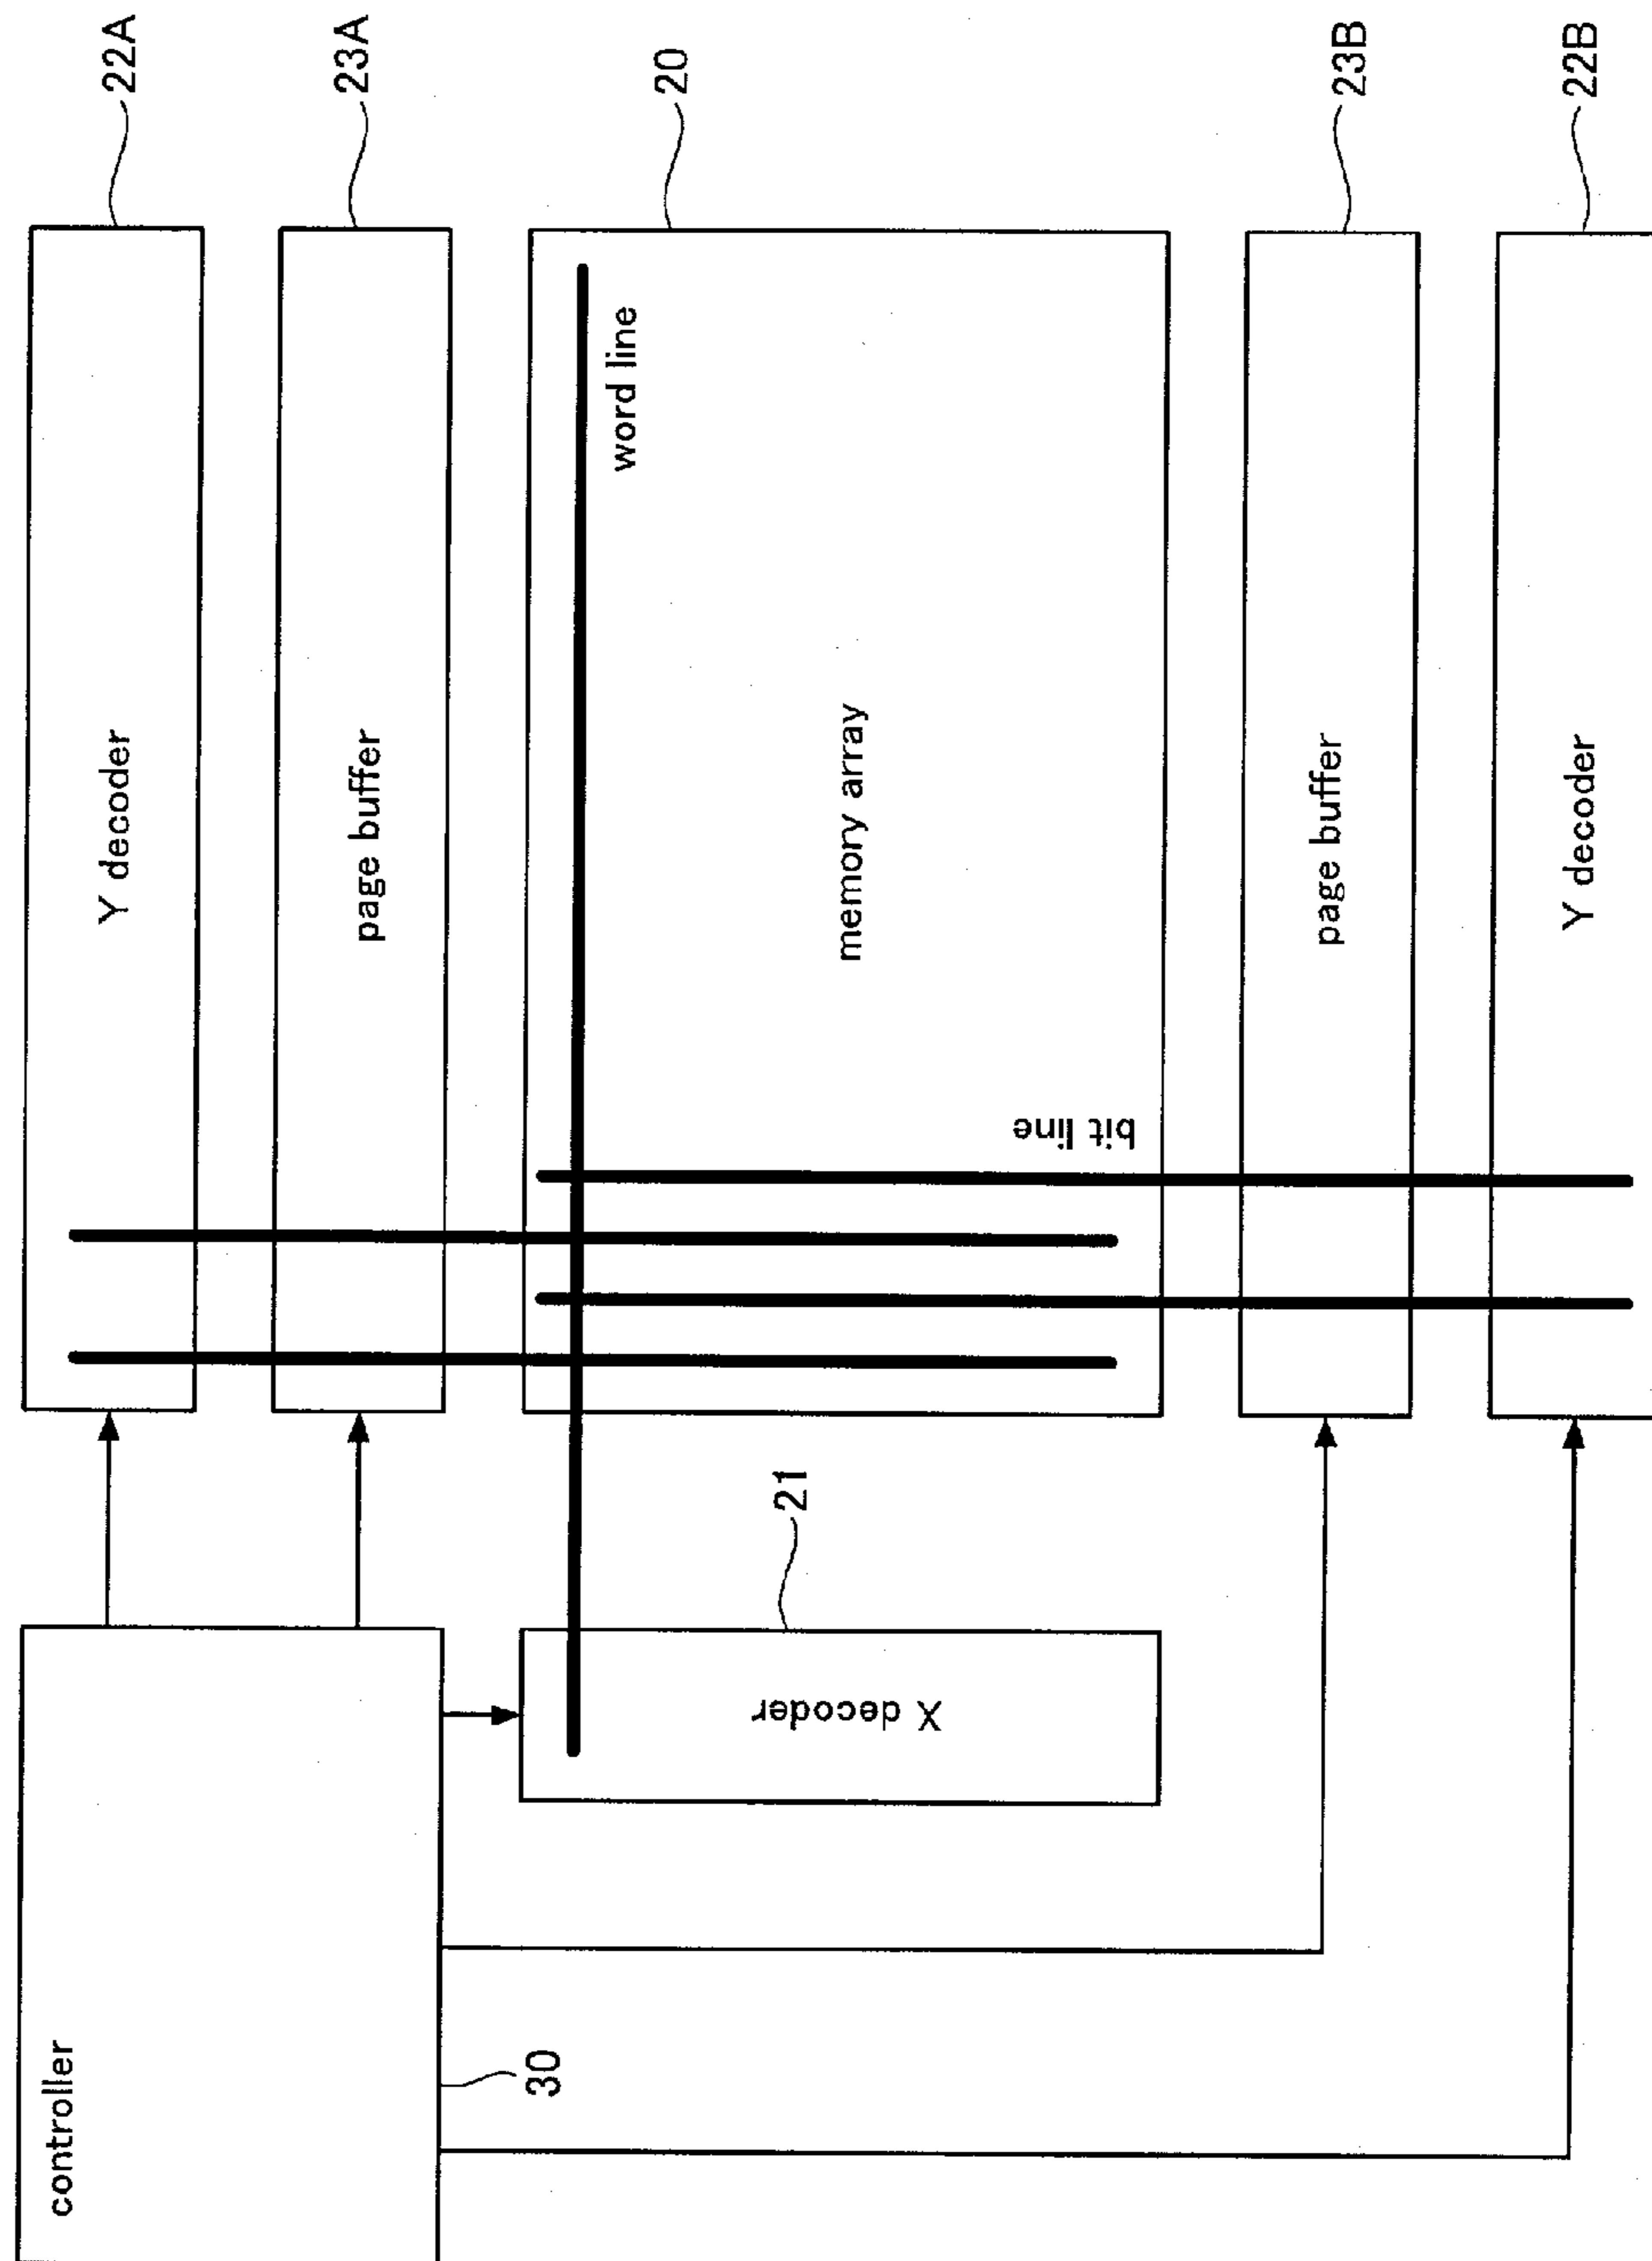 controller
30
X decoder
21
Y decoder
22A
page buffer
23A
memory array
20
word line
bit line
page buffer
23B
Y decoder
22B